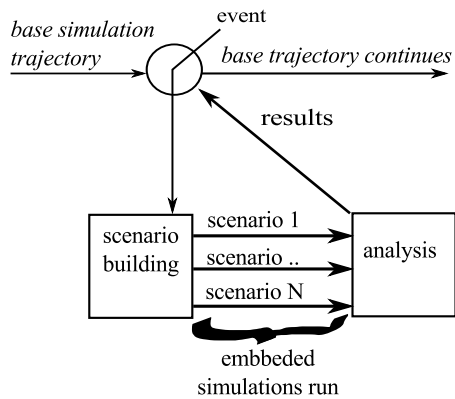 event
base simulation
trajectory
base trajectory continues
results
scenario
building
scenario 1
scenario ..
scenario N
analysis
embbeded
simulations run